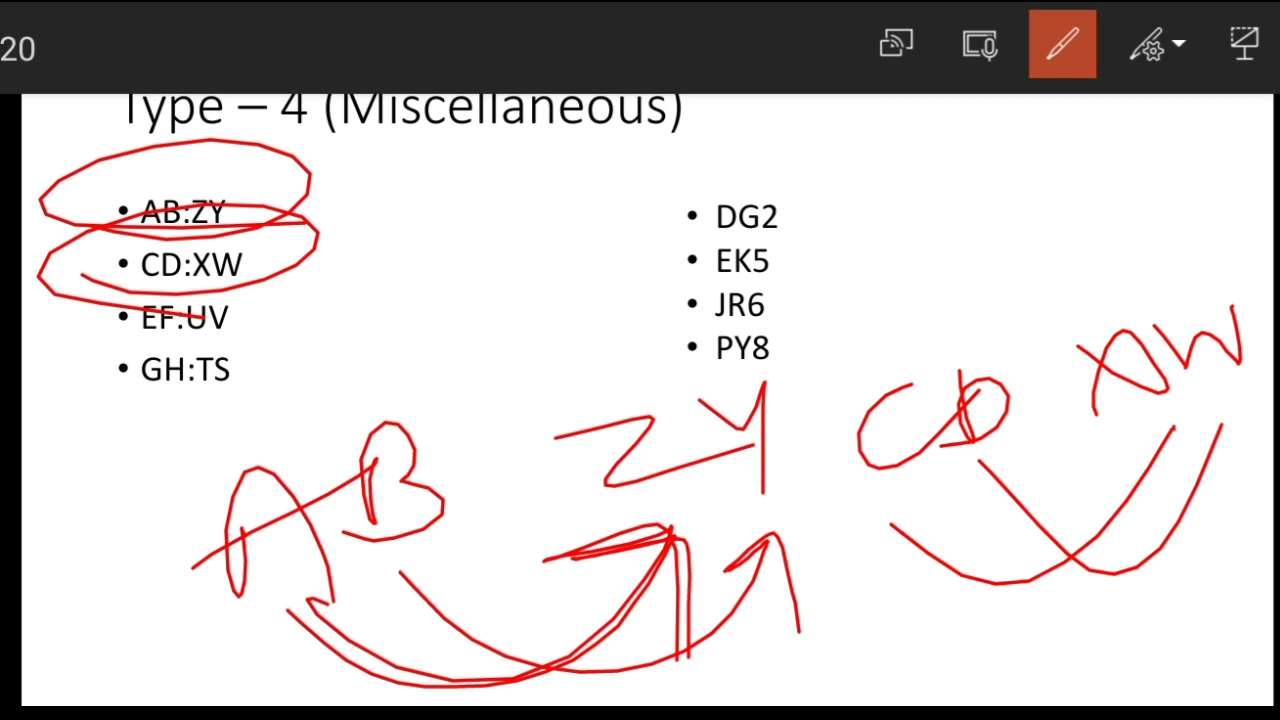 20
Type – 4 (Miscellaneous)
• AB:ZY
• CD:XW
• EF:UV
• GH:TS
• DG2
• EK5
• JR6
• PY8
AB ZY CD XW